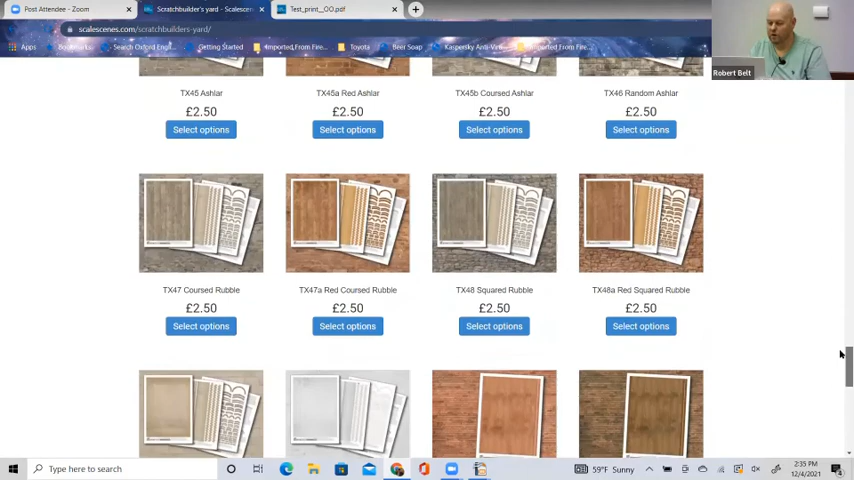 Post Attendee - Zoom
Scratchbuilder's yard - Scalescen
Test_print__OO.pdf
scalescenes.com/scratchbuilders-yard/
Apps
Bookmarks
Search Oxford Engl...
Getting Started
Imported From Fire...
Toyota
Beer Soap
Kaspersky Anti-Viru...
Imported From Fire...
Robert Belt
TX45 Ashlar
TX45a Red Ashlar
TX45b Coursed Ashlar
TX46 Random Ashlar
£2.50
£2.50
£2.50
£2.50
Select options
Select options
Select options
Select options
TX47 Coursed Rubble
TX47a Red Coursed Rubble
TX48 Squared Rubble
TX48a Red Squared Rubble
£2.50
£2.50
£2.50
£2.50
Select options
Select options
Select options
Select options
Type here to search
59°F Sunny
2:35 PM
12/4/2021